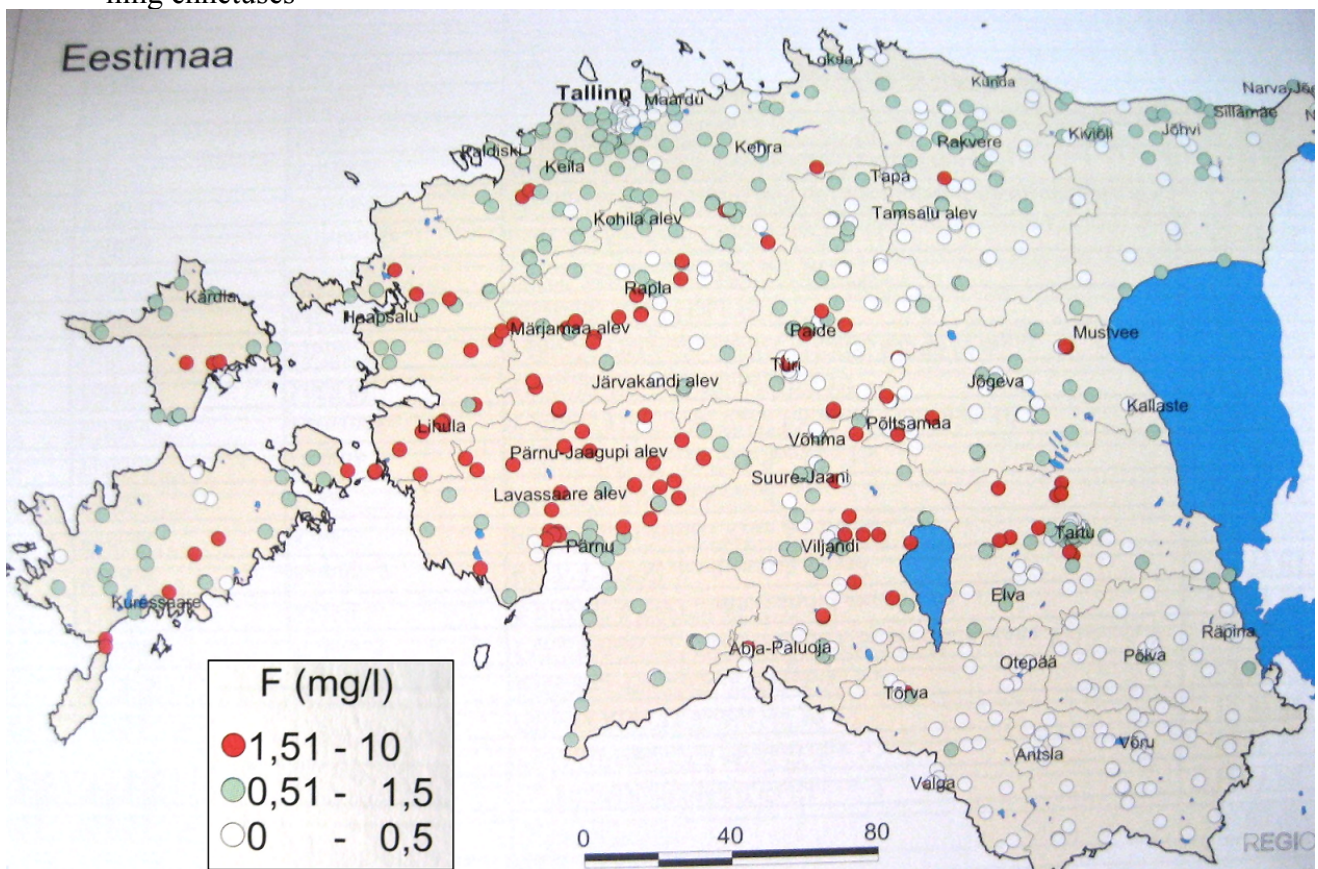 ning ennetuses
Eestimaa
Loksa
Kunda
Tallinn
Maardu
Narva-Jõe
Sillamäe
N
Paldiski
Keila
Kehra
Rakvere
Kiviõli
Jõhvi
Tapa
Kohila alev
Tamsalu alev
Kärdla
Rapla
Haapsalu
Märjamaa alev
Paide
Mustvee
Türi
Järvakandi alev
Jõgeva
Kallaste
Lihula
Põltsamaa
Võhma
Pärnu-Jaagupi alev
Suure-Jaani
Lavassaare alev
Pärnu
Viljandi
Tartu
Kuressaare
Elva
Räpina
Abja-Paluoja
Otepää
Põlva
Tõrva
Antsla
Võru
Valga
F (mg/l)
1,51 - 10
0,51 - 1,5
0 - 0,5
0 40 80
REGIO